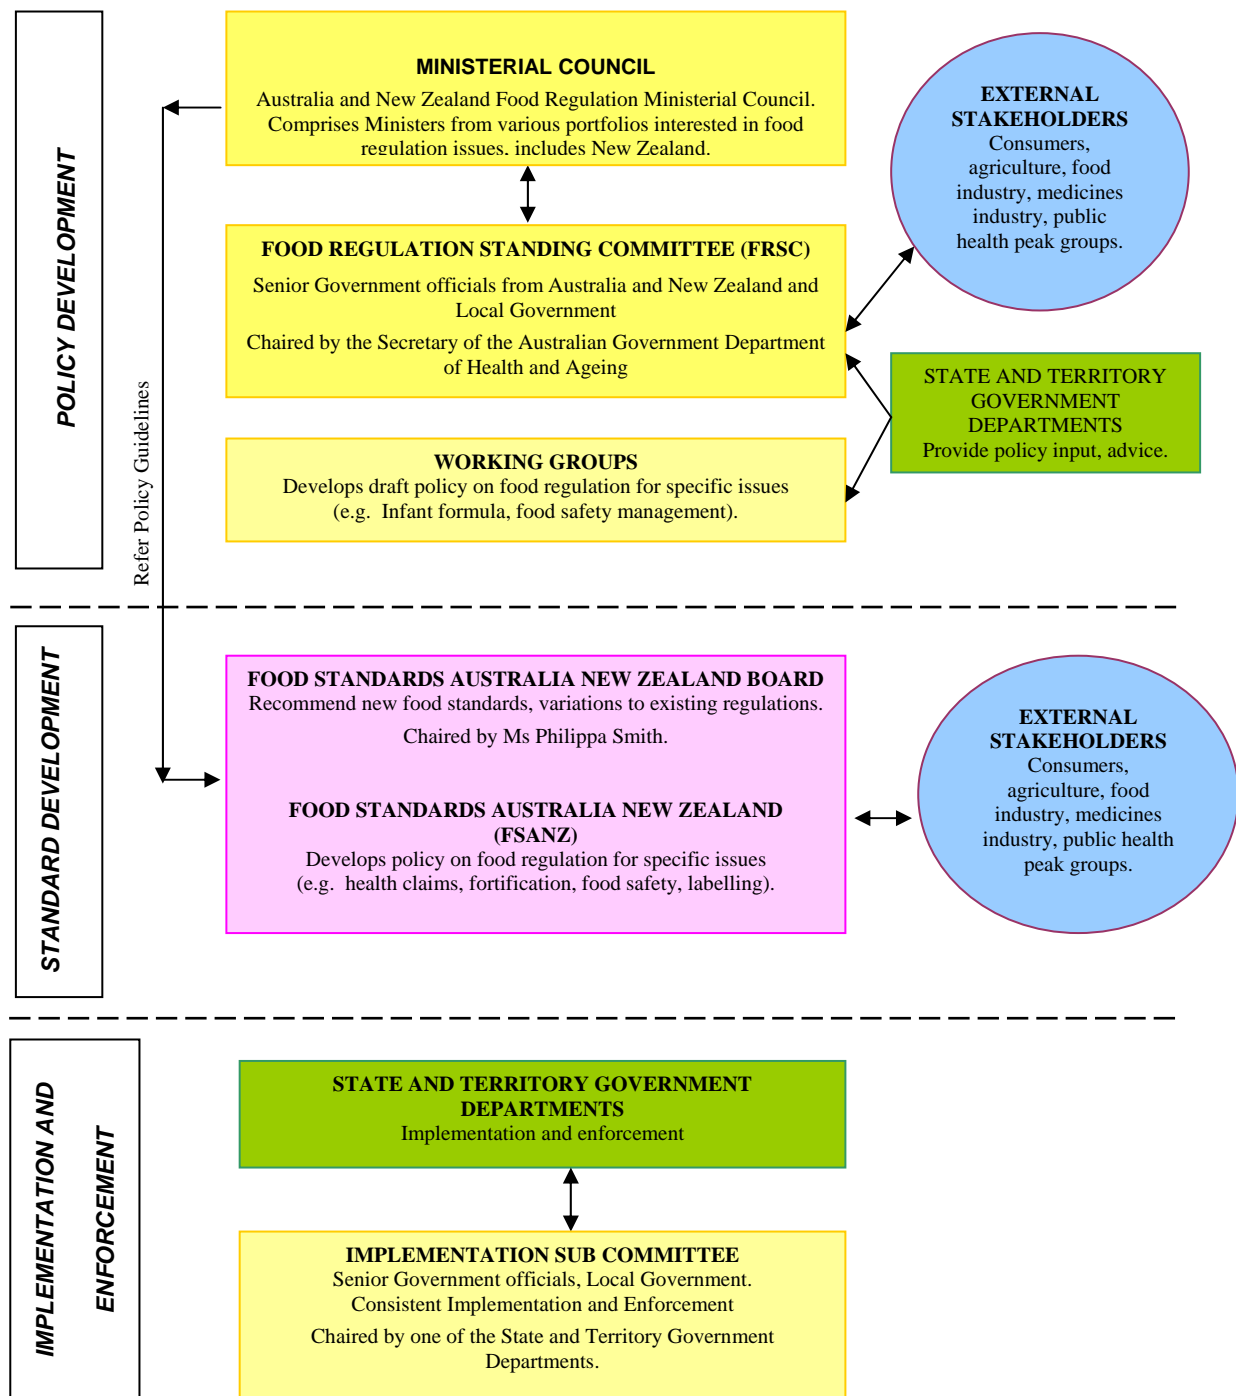 POLICY DEVELOPMENT
MINISTERIAL COUNCIL
Australia and New Zealand Food Regulation Ministerial Council.
Comprises Ministers from various portfolios interested in food
regulation issues, includes New Zealand.
EXTERNAL
STAKEHOLDERS
Consumers,
agriculture, food
industry, medicines
industry, public
health peak groups.
FOOD REGULATION STANDING COMMITTEE (FRSC)
Senior Government officials from Australia and New Zealand and
Local Government
Chaired by the Secretary of the Australian Government Department
of Health and Ageing
STATE AND TERRITORY
GOVERNMENT
DEPARTMENTS
Provide policy input, advice.
WORKING GROUPS
Develops draft policy on food regulation for specific issues
(e.g. Infant formula, food safety management).
Refer Policy Guidelines
STANDARD DEVELOPMENT
FOOD STANDARDS AUSTRALIA NEW ZEALAND BOARD
Recommend new food standards, variations to existing regulations.
Chaired by Ms Philippa Smith.
FOOD STANDARDS AUSTRALIA NEW ZEALAND
(FSANZ)
Develops policy on food regulation for specific issues
(e.g. health claims, fortification, food safety, labelling).
EXTERNAL
STAKEHOLDERS
Consumers,
agriculture, food
industry, medicines
industry, public health
peak groups.
IMPLEMENTATION AND
ENFORCEMENT
STATE AND TERRITORY GOVERNMENT
DEPARTMENTS
Implementation and enforcement
IMPLEMENTATION SUB COMMITTEE
Senior Government officials, Local Government.
Consistent Implementation and Enforcement
Chaired by one of the State and Territory Government
Departments.